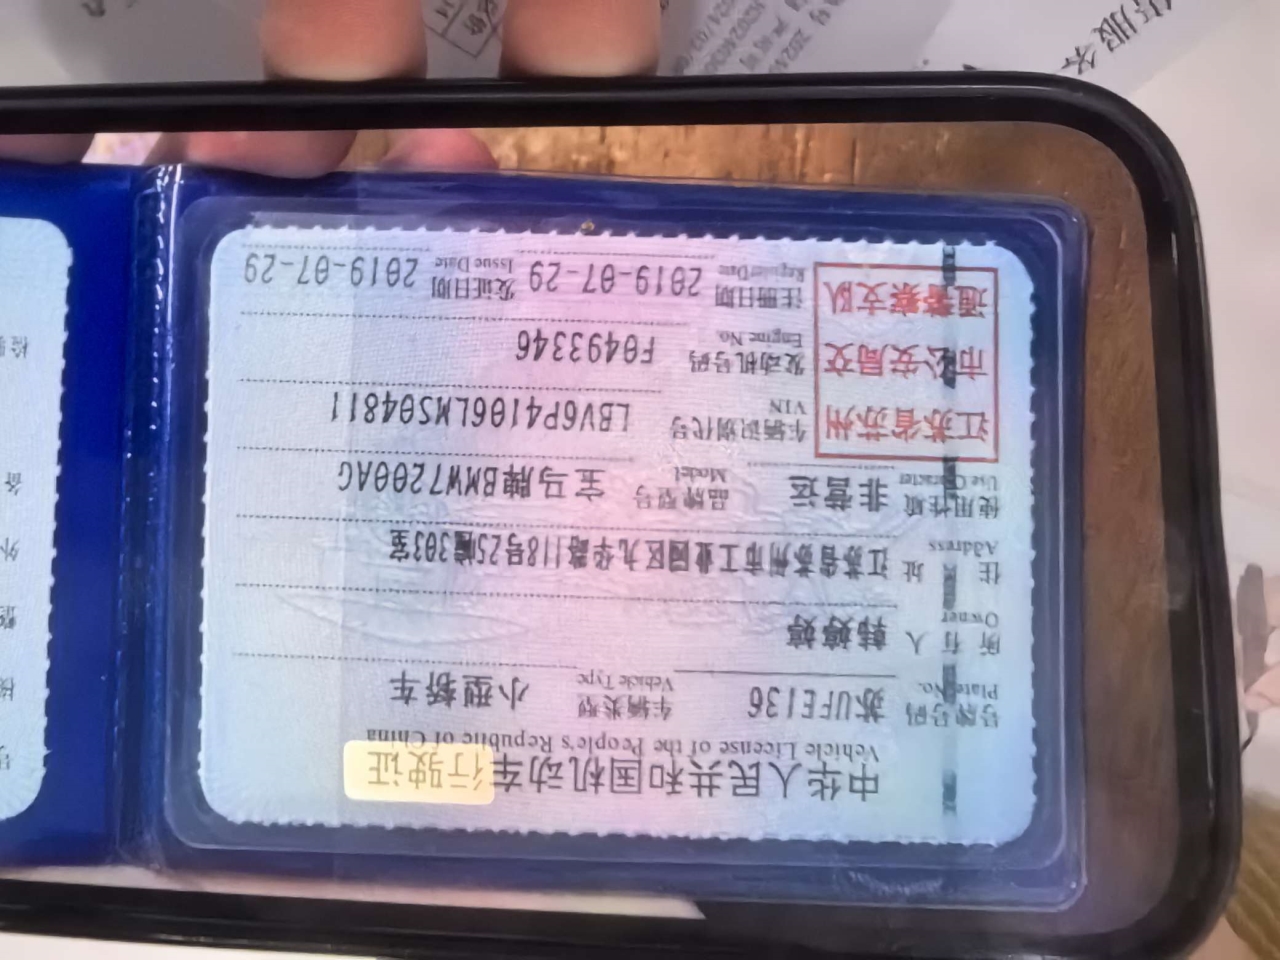 中华人民共和国机动车行驶证
Vehicle License of the People's Republic of China
号牌号码 苏UFE136 车辆类型 小型轿车
Plate No. Vehicle Type
所有人 韩婷婷
Owner
住址 江苏省苏州市工业园区九华路118号25幢303室
Address
使用性质 非营运 品牌型号 宝马牌BMW7200AG
Use Character Model
江苏省苏州
市公安局交
通警察支队
车辆识别代号 LBV6P4106LMS04811
VIN
发动机号码 F0493346
Engine No.
注册日期 2019-07-29 发证日期 2019-07-29
Register Date Issue Date